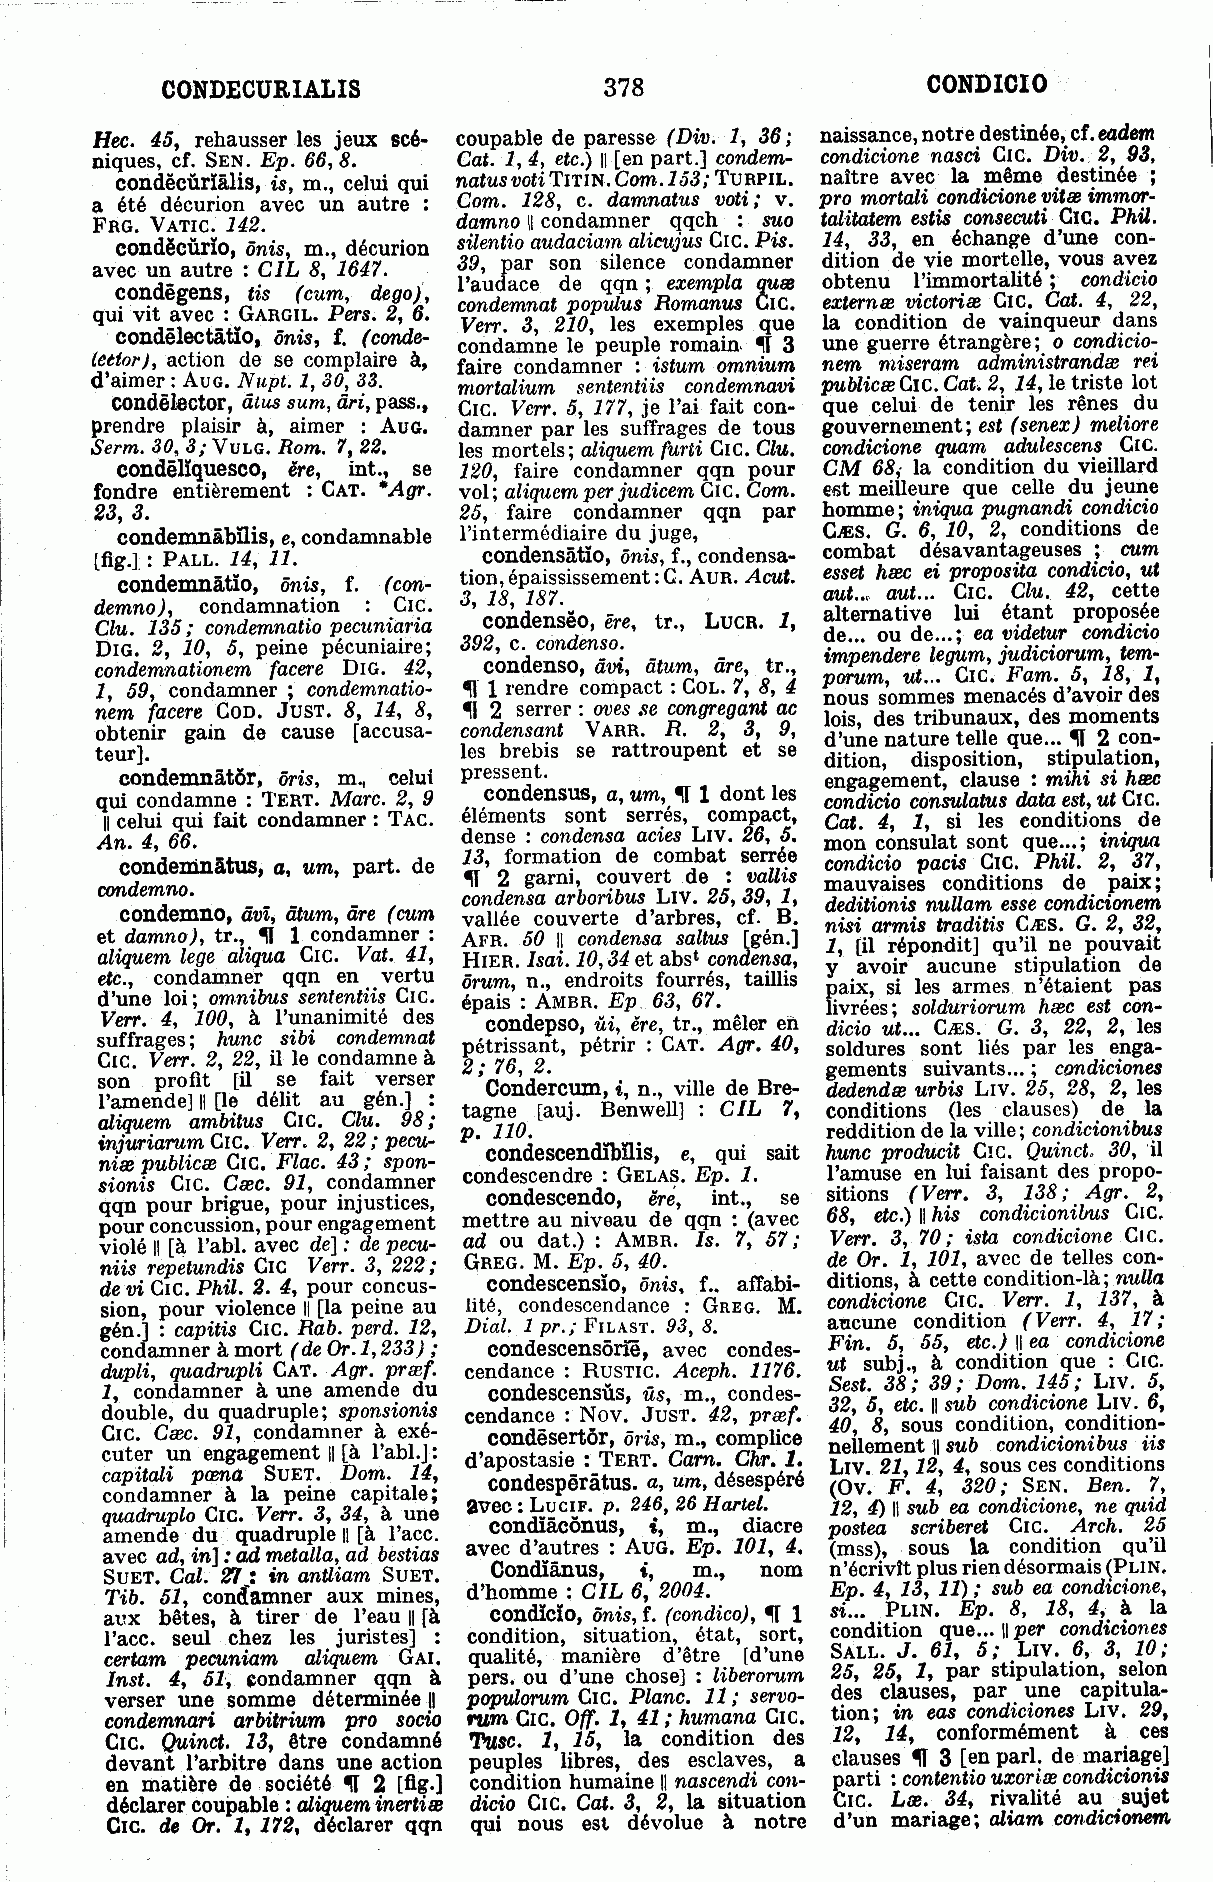 CONDECURIALIS
378
CONDICIO
Hec. 45, rehausser les jeux scé-
niques, cf. SEN. Ep. 66, 8.
condĕcŭrĭālis, is, m., celui qui
a été décurion avec un autre :
FRG. VATIC. 142.
condĕcŭrĭo, ōnis, m., décurion
avec un autre : CIL 8, 1647.
condēgens, tis (cum, dego),
qui vit avec : GARGIL. Pers. 2, 6.
condēlectātĭo, ōnis, f. (conde-
lector), action de se complaire à,
d'aimer : AUG. Nupt. 1, 30, 33.
condēlector, ātus sum, āri, pass.,
prendre plaisir à, aimer : AUG.
Serm. 30, 3; VULG. Rom. 7, 22.
condēlĭquesco, ĕre, int., se
fondre entièrement : CAT. *Agr.
23, 3.
condemnābĭlis, e, condamnable
[fig.] : PALL. 14, 11.
condemnātĭo, ōnis, f. (con-
demno), condamnation : CIC.
Clu. 135; condemnatio pecuniaria
DIG. 2, 10, 5, peine pécuniaire;
condemnationem facere DIG. 42,
1, 59, condamner ; condemnatio-
nem facere COD. JUST. 8, 14, 8,
obtenir gain de cause [accusa-
teur].
condemnātŏr, ōris, m., celui
qui condamne : TERT. Marc. 2, 9
|| celui qui fait condamner : TAC.
An. 4, 66.
condemnātus, a, um, part. de
condemno.
condemno, āvī, ātum, āre (cum
et damno), tr., ¶ 1 condamner :
aliquem lege aliqua CIC. Vat. 41,
etc., condamner qqn en vertu
d'une loi; omnibus sententiis CIC.
Verr. 4, 100, à l'unanimité des
suffrages; hunc sibi condemnat
CIC. Verr. 2, 22, il le condamne à
son profit [il se fait verser
l'amende] || [le délit au gén.] :
aliquem ambitus CIC. Clu. 98;
injuriarum CIC. Verr. 2, 22; pecu-
niæ publicæ CIC. Flac. 43; spon-
sionis CIC. Cæc. 91, condamner
qqn pour brigue, pour injustices,
pour concussion, pour engagement
violé || [à l'abl. avec de] : de pecu-
niis repetundis CIC Verr. 3, 222;
de vi CIC. Phil. 2. 4, pour concus-
sion, pour violence || [la peine au
gén.] : capitis CIC. Rab. perd. 12,
condamner à mort (de Or. 1, 233) ;
dupli, quadrupli CAT. Agr. præf.
1, condamner à une amende du
double, du quadruple; sponsionis
CIC. Cæc. 91, condamner à exé-
cuter un engagement || [à l'abl.]:
capitali pœna SUET. Dom. 14,
condamner à la peine capitale;
quadruplo CIC. Verr. 3, 34, à une
amende du quadruple || [à l'acc.
avec ad, in] : ad metalla, ad bestias
SUET. Cal. 27 : in antliam SUET.
Tib. 51, condamner aux mines,
aux bêtes, à tirer de l'eau || [à
l'acc. seul chez les juristes] :
certam pecuniam aliquem GAI.
Inst. 4, 51, condamner qqn à
verser une somme déterminée ||
condemnari arbitrium pro socio
CIC. Quinct. 13, être condamné
devant l'arbitre dans une action
en matière de société ¶ 2 [fig.]
déclarer coupable : aliquem inertiæ
CIC. de Or. 1, 172, déclarer qqn
coupable de paresse (Div. 1, 36;
Cat. 1, 4, etc.) || [en part.] condem-
natus voti TITIN. Com. 153; TURPIL.
Com. 128, c. damnatus voti; v.
damno || condamner qqch : suo
silentio audaciam alicujus CIC. Pis.
39, par son silence condamner
l'audace de qqn ; exempla quæ
condemnat populus Romanus CIC.
Verr. 3, 210, les exemples que
condamne le peuple romain ¶ 3
faire condamner : istum omnium
mortalium sententiis condemnavi
CIC. Verr. 5, 177, je l'ai fait con-
damner par les suffrages de tous
les mortels; aliquem furti CIC. Clu.
120, faire condamner qqn pour
vol; aliquem per judicem CIC. Com.
25, faire condamner qqn par
l'intermédiaire du juge,
condensātĭo, ōnis, f., condensa-
tion, épaississement : C. AUR. Acut.
3, 18, 187.
condensĕo, ēre, tr., LUCR. 1,
392, c. condenso.
condenso, āvi, ātum, āre, tr.,
¶ 1 rendre compact : COL. 7, 8, 4
¶ 2 serrer : oves se congregant ac
condensant VARR. R. 2, 3, 9,
les brebis se rattroupent et se
pressent.
condensus, a, um, ¶ 1 dont les
éléments sont serrés, compact,
dense : condensa acies LIV. 26, 5.
13, formation de combat serrée
¶ 2 garni, couvert de : vallis
condensa arboribus LIV. 25, 39, 1,
vallée couverte d'arbres, cf. B.
AFR. 50 || condensa saltus [gén.]
HIER. Isai. 10, 34 et abst condensa,
ōrum, n., endroits fourrés, taillis
épais : AMBR. Ep. 63, 67.
condepso, ŭi, ĕre, tr., mêler en
pétrissant, pétrir : CAT. Agr. 40,
2; 76, 2.
Condercum, i, n., ville de Bre-
tagne [auj. Benwell] : CIL 7,
p. 110.
condescendĭbĭlis, e, qui sait
condescendre : GELAS. Ep. 1.
condescendo, ĕre, int., se
mettre au niveau de qqn : (avec
ad ou dat.) : AMBR. Is. 7, 57;
GREG. M. Ep. 5, 40.
condescensĭo, ōnis, f., affabi-
lité, condescendance : GREG. M.
Dial. 1 pr.; FILAST. 93, 8.
condescensōrĭē, avec condes-
cendance : RUSTIC. Aceph. 1176.
condescensŭs, ūs, m., condes-
cendance : NOV. JUST. 42, præf.
condēsertŏr, ōris, m., complice
d'apostasie : TERT. Carn. Chr. 1.
condespērātus. a, um, désespéré
avec : LUCIF. p. 246, 26 Hartel.
condĭācŏnus, i, m., diacre
avec d'autres : AUG. Ep. 101, 4.
Condĭānus, i, m., nom
d'homme : CIL 6, 2004.
condĭcio, ōnis, f. (condico), ¶ 1
condition, situation, état, sort,
qualité, manière d'être [d'une
pers. ou d'une chose] : liberorum
populorum CIC. Planc. 11; servo-
rum CIC. Off. 1, 41; humana CIC.
Tusc. 1, 15, la condition des
peuples libres, des esclaves, a
condition humaine || nascendi con-
dicio CIC. Cat. 3, 2, la situation
qui nous est dévolue à notre
naissance, notre destinée, cf. eadem
condicione nasci CIC. Div. 2, 93,
naître avec la même destinée ;
pro mortali condicione vitæ immor-
talitatem estis consecuti CIC. Phil.
14, 33, en échange d'une con-
dition de vie mortelle, vous avez
obtenu l'immortalité ; condicio
externæ victoriæ CIC. Cat. 4, 22,
la condition de vainqueur dans
une guerre étrangère; o condicio-
nem miseram administrandæ rei
publicæ CIC. Cat. 2, 14, le triste lot
que celui de tenir les rênes du
gouvernement; est (senex) meliore
condicione quam adulescens CIC.
CM 68, la condition du vieillard
est meilleure que celle du jeune
homme; iniqua pugnandi condicio
CÆS. G. 6, 10, 2, conditions de
combat désavantageuses ; cum
esset hæc ei proposita condicio, ut
aut... aut... CIC. Clu. 42, cette
alternative lui étant proposée
de... ou de...; ea videtur condicio
impendere legum, judiciorum, tem-
porum, ut... CIC. Fam. 5, 18, 1,
nous sommes menacés d'avoir des
lois, des tribunaux, des moments
d'une nature telle que... ¶ 2 con-
dition, disposition, stipulation,
engagement, clause : mihi si hæc
condicio consulatus data est, ut CIC.
Cat. 4, 1, si les conditions de
mon consulat sont que...; iniqua
condicio pacis CIC. Phil. 2, 37,
mauvaises conditions de paix;
deditionis nullam esse condicionem
nisi armis traditis CÆS. G. 2, 32,
1, [il répondit] qu'il ne pouvait
y avoir aucune stipulation de
paix, si les armes n'étaient pas
livrées; solduriorum hæc est con-
dicio ut... CÆS. G. 3, 22, 2, les
soldures sont liés par les enga-
gements suivants... ; condiciones
dedendæ urbis LIV. 25, 28, 2, les
conditions (les clauses) de la
reddition de la ville; condicionibus
hunc producit CIC. Quinct. 30, il
l'amuse en lui faisant des propo-
sitions (Verr. 3, 138; Agr. 2,
68, etc.) || his condicionibus CIC.
Verr. 3, 70; ista condicione CIC.
de Or. 1, 101, avec de telles con-
ditions, à cette condition-là; nulla
condicione CIC. Verr. 1, 137, à
aucune condition (Verr. 4, 17;
Fin. 5, 55, etc.) || ea condicione
ut subj., à condition que : CIC.
Sest. 38; 39; Dom. 145; LIV. 5,
32, 5, etc. || sub condicione LIV. 6,
40, 8, sous condition, condition-
nellement || sub condicionibus iis
LIV. 21, 12, 4, sous ces conditions
(OV. F. 4, 320; SEN. Ben. 7,
12, 4) || sub ea condicione, ne quid
postea scriberet CIC. Arch. 25
(mss), sous la condition qu'il
n'écrivît plus rien désormais (PLIN.
Ep. 4, 13, 11); sub ea condicione,
si... PLIN. Ep. 8, 18, 4, à la
condition que... || per condiciones
SALL. J. 61, 5; LIV. 6, 3, 10;
25, 25, 1, par stipulation, selon
des clauses, par une capitula-
tion; in eas condiciones LIV. 29,
12, 14, conformément à ces
clauses ¶ 3 [en parl. de mariage]
parti : contentio uxoriæ condicionis
CIC. Læ. 34, rivalité au sujet
d'un mariage; aliam condicionem